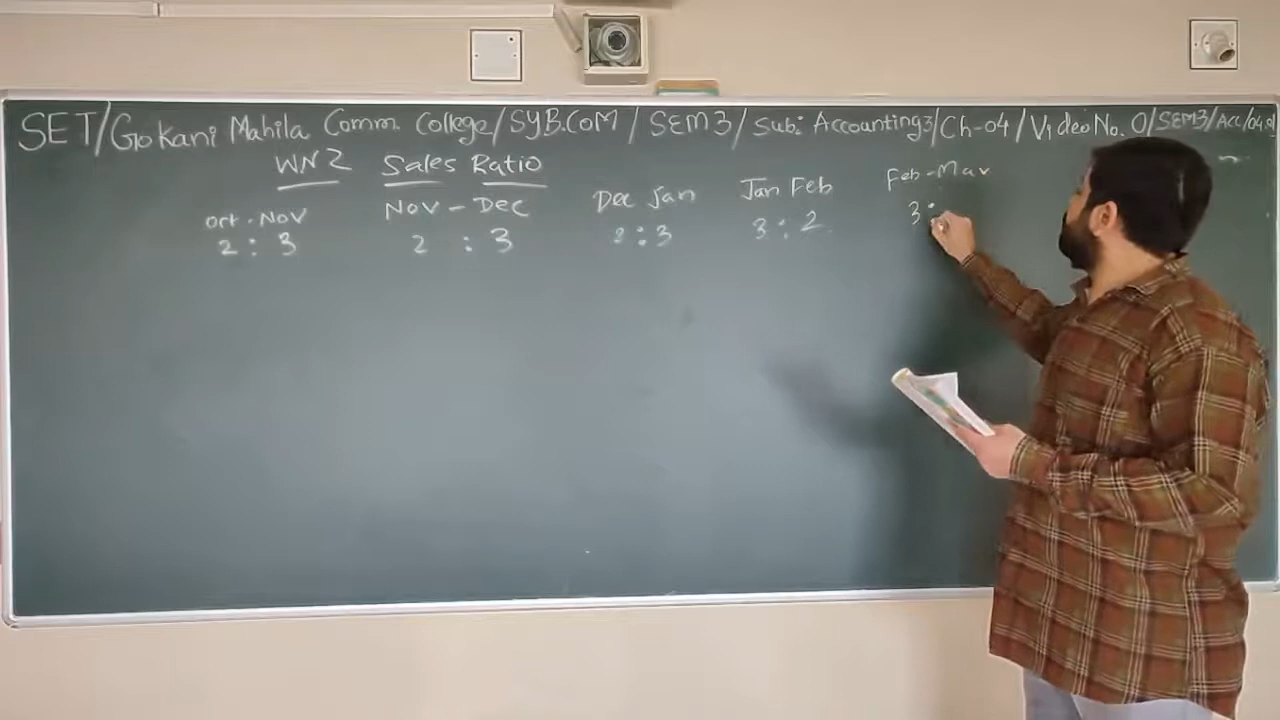 SET/Gokani Mahila Comm. College/SYB.COM/SEM3/Sub: Accounting3/Ch-04/Video No. 01/SEM3/ACC/04.01
WN2 Sales Ratio
Oct-Nov Nov-Dec Dec Jan Jan Feb Feb-Mar
2:3 2:3 2:3 3:2 3: